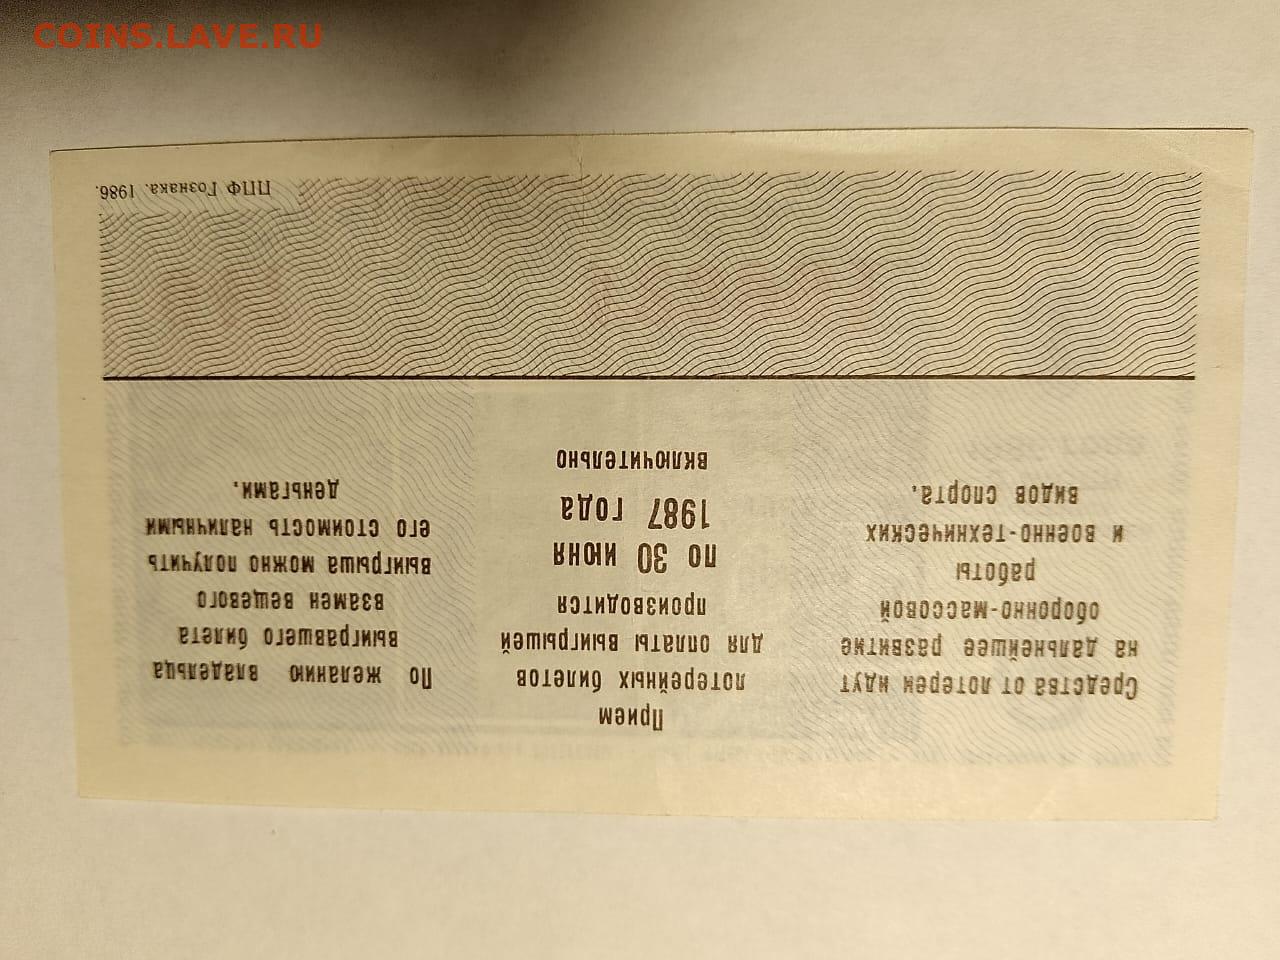 COINS.LAVE.RU
Средства от лотереи идут
на дальнейшее развитие
оборонно-массовой
работы
и военно-технических
видов спорта.
Прием
лотерейных билетов
для оплаты выигрышей
производится
по 30 июня
1987 года
включительно
По желанию владельца
выигравшего билета
взамен вещевого
выигрыша можно получить
его стоимость наличными
деньгами.
ППФ Гознака. 1986.